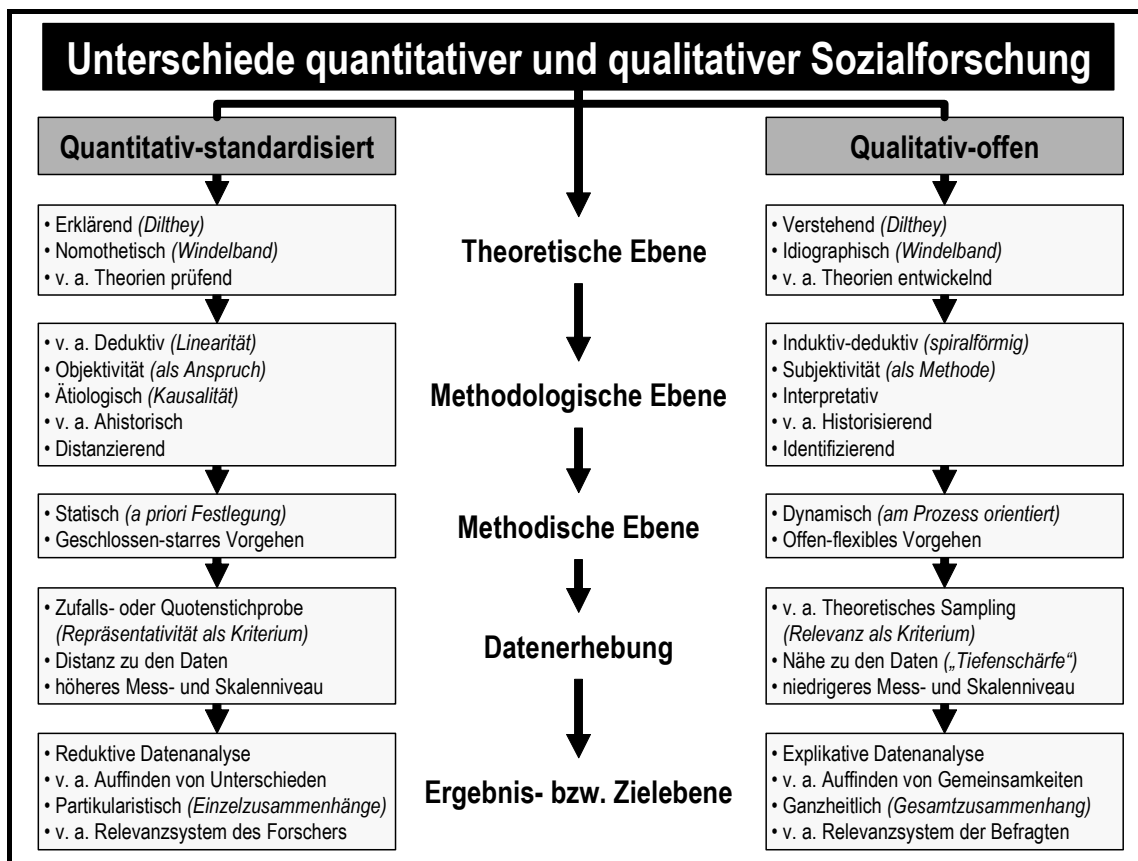 Unterschiede quantitativer und qualitativer Sozialforschung
Quantitativ-standardisiert
Qualitativ-offen
• Erklärend (Dilthey)
• Nomothetisch (Windelband)
• v. a. Theorien prüfend
Theoretische Ebene
• Verstehend (Dilthey)
• Idiographisch (Windelband)
• v. a. Theorien entwickelnd
• v. a. Deduktiv (Linearität)
• Objektivität (als Anspruch)
• Ätiologisch (Kausalität)
• v. a. Ahistorisch
• Distanzierend
Methodologische Ebene
• Induktiv-deduktiv (spiralförmig)
• Subjektivität (als Methode)
• Interpretativ
• v. a. Historisierend
• Identifizierend
• Statisch (a priori Festlegung)
• Geschlossen-starres Vorgehen
Methodische Ebene
• Dynamisch (am Prozess orientiert)
• Offen-flexibles Vorgehen
• Zufalls- oder Quotenstichprobe
(Repräsentativität als Kriterium)
• Distanz zu den Daten
• höheres Mess- und Skalenniveau
Datenerhebung
• v. a. Theoretisches Sampling
(Relevanz als Kriterium)
• Nähe zu den Daten („Tiefenschärfe“)
• niedrigeres Mess- und Skalenniveau
• Reduktive Datenanalyse
• v. a. Auffinden von Unterschieden
• Partikularistisch (Einzelzusammenhänge)
• v. a. Relevanzsystem des Forschers
Ergebnis- bzw. Zielebene
• Explikative Datenanalyse
• v. a. Auffinden von Gemeinsamkeiten
• Ganzheitlich (Gesamtzusammenhang)
• v. a. Relevanzsystem der Befragten